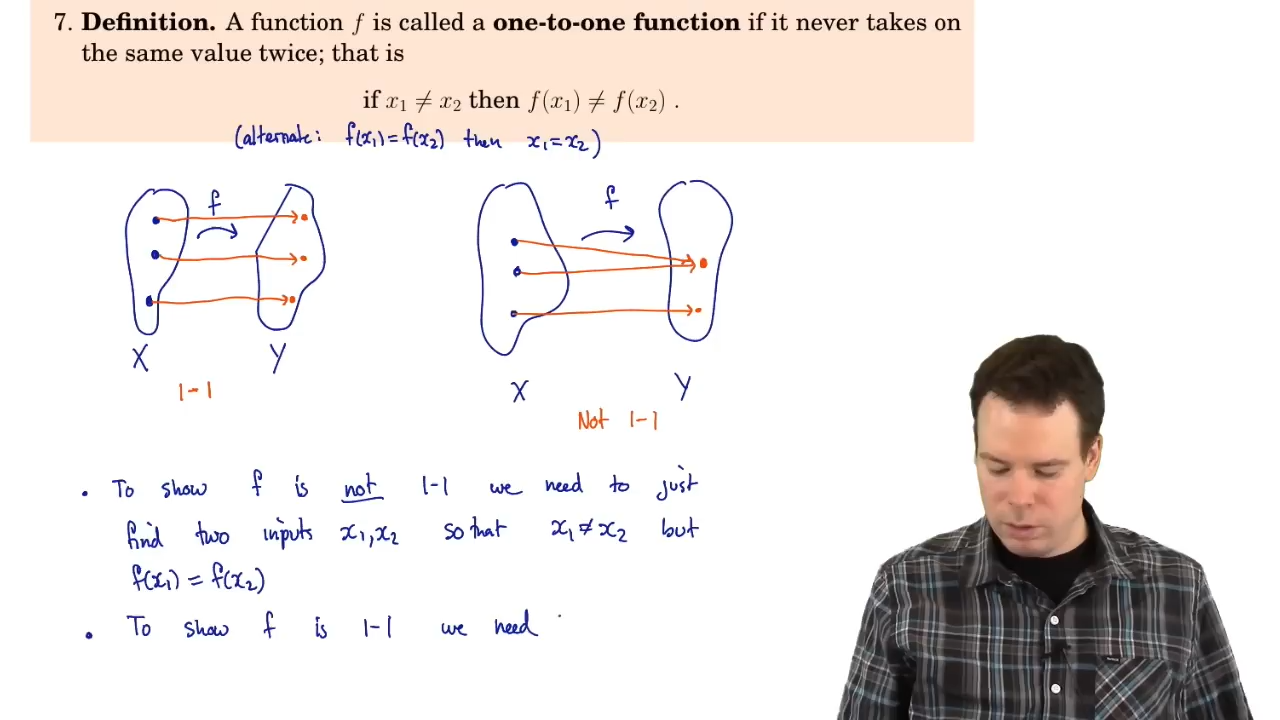 7. Definition. A function f is called a one-to-one function if it never takes on
the same value twice; that is
if x₁ ≠ x₂ then f(x₁) ≠ f(x₂) .
(alternate: f(x₁)=f(x₂) then x₁=x₂)
f
f
X Y
1-1
X Y
Not 1-1
• To show f is not 1-1 we need to just
find two inputs x₁,x₂ so that x₁≠x₂ but
f(x₁) = f(x₂)
• To show f is 1-1 we need